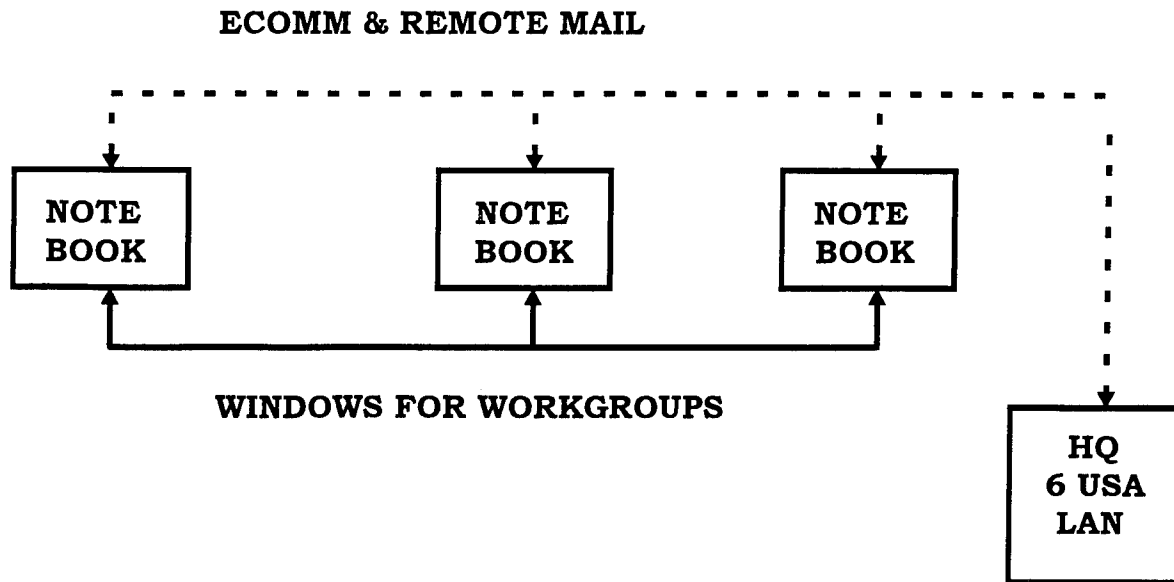 ECOMM & REMOTE MAIL
NOTE
BOOK
NOTE
BOOK
NOTE
BOOK
WINDOWS FOR WORKGROUPS
HQ
6 USA
LAN